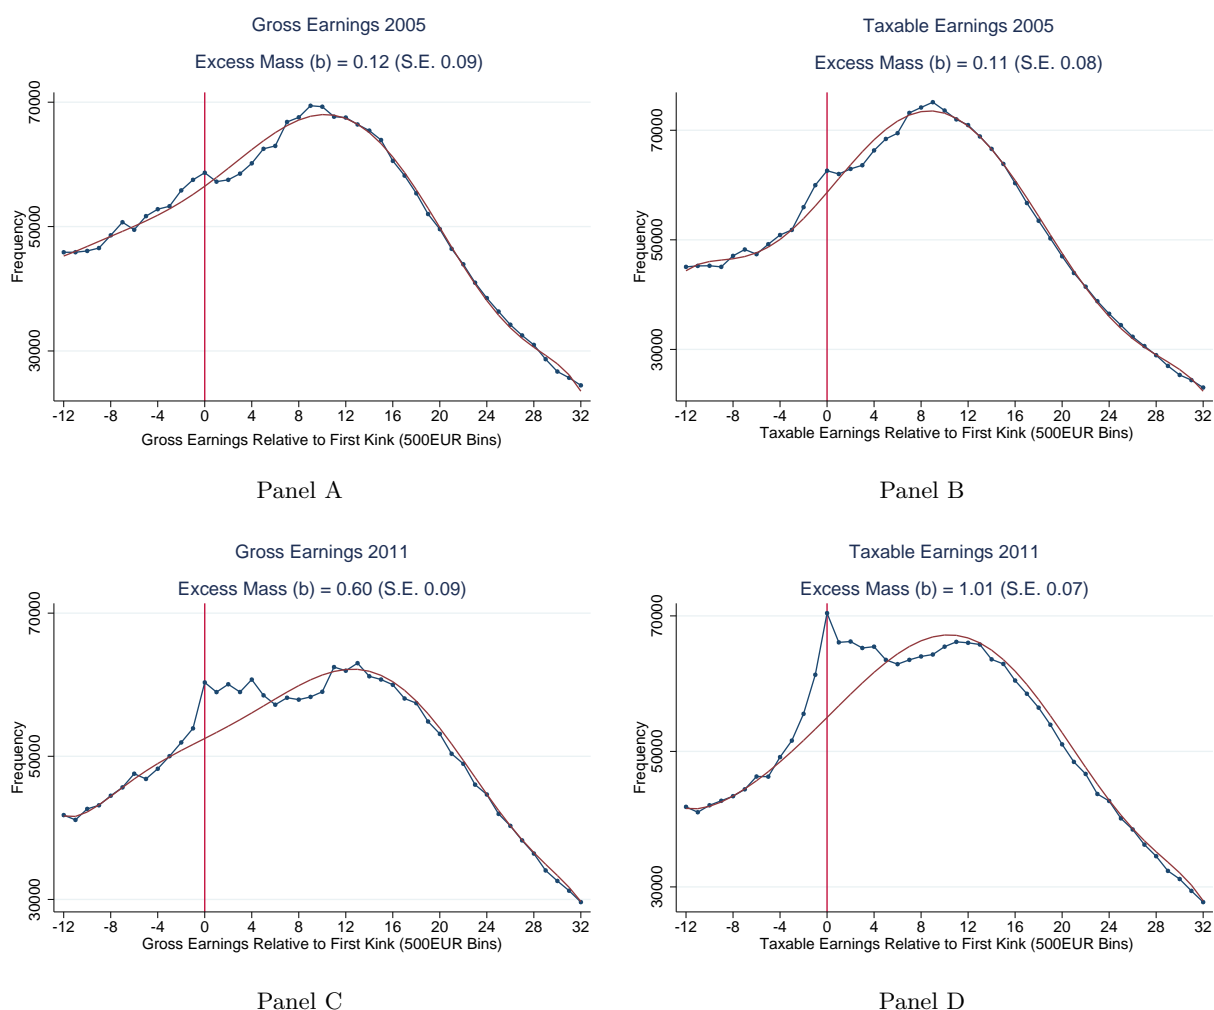 Gross Earnings 2005
Excess Mass (b) = 0.12 (S.E. 0.09)
Frequency
70000
50000
30000
-12 -8 -4 0 4 8 12 16 20 24 28 32
Gross Earnings Relative to First Kink (500EUR Bins)
Panel A
Taxable Earnings 2005
Excess Mass (b) = 0.11 (S.E. 0.08)
Frequency
70000
50000
30000
-12 -8 -4 0 4 8 12 16 20 24 28 32
Taxable Earnings Relative to First Kink (500EUR Bins)
Panel B
Gross Earnings 2011
Excess Mass (b) = 0.60 (S.E. 0.09)
Frequency
70000
50000
30000
-12 -8 -4 0 4 8 12 16 20 24 28 32
Gross Earnings Relative to First Kink (500EUR Bins)
Panel C
Taxable Earnings 2011
Excess Mass (b) = 1.01 (S.E. 0.07)
Frequency
70000
50000
30000
-12 -8 -4 0 4 8 12 16 20 24 28 32
Taxable Earnings Relative to First Kink (500EUR Bins)
Panel D